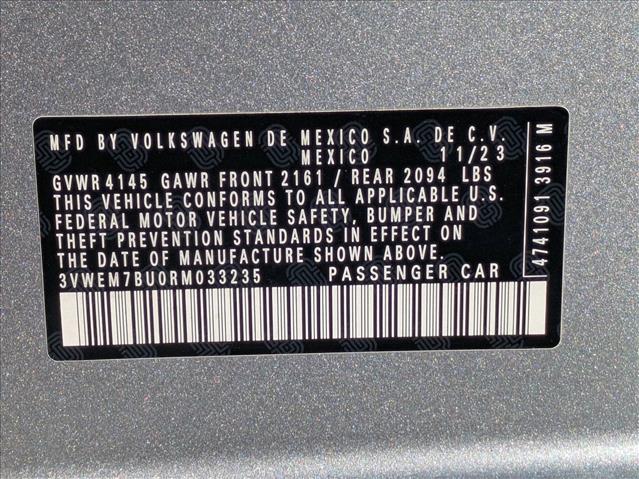 MFD BY VOLKSWAGEN DE MEXICO S.A. DE C.V.
MEXICO 11/23
GVWR 4145 GAWR FRONT 2161 / REAR 2094 LBS
THIS VEHICLE CONFORMS TO ALL APPLICABLE U.S.
FEDERAL MOTOR VEHICLE SAFETY, BUMPER AND
THEFT PREVENTION STANDARDS IN EFFECT ON
THE DATE OF MANUFACTURE SHOWN ABOVE.
3VWEM7BU0RM033235 PASSENGER CAR
4741091 3916 M